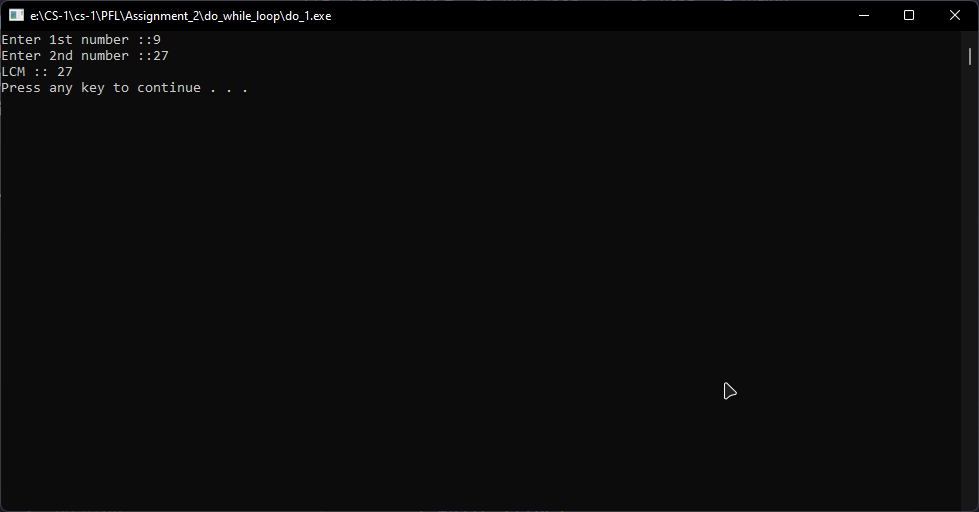 e:\CS-1\cs-1\PFL\Assignment_2\do_while_loop\do_1.exe
Enter 1st number ::9
Enter 2nd number ::27
LCM :: 27
Press any key to continue . . .